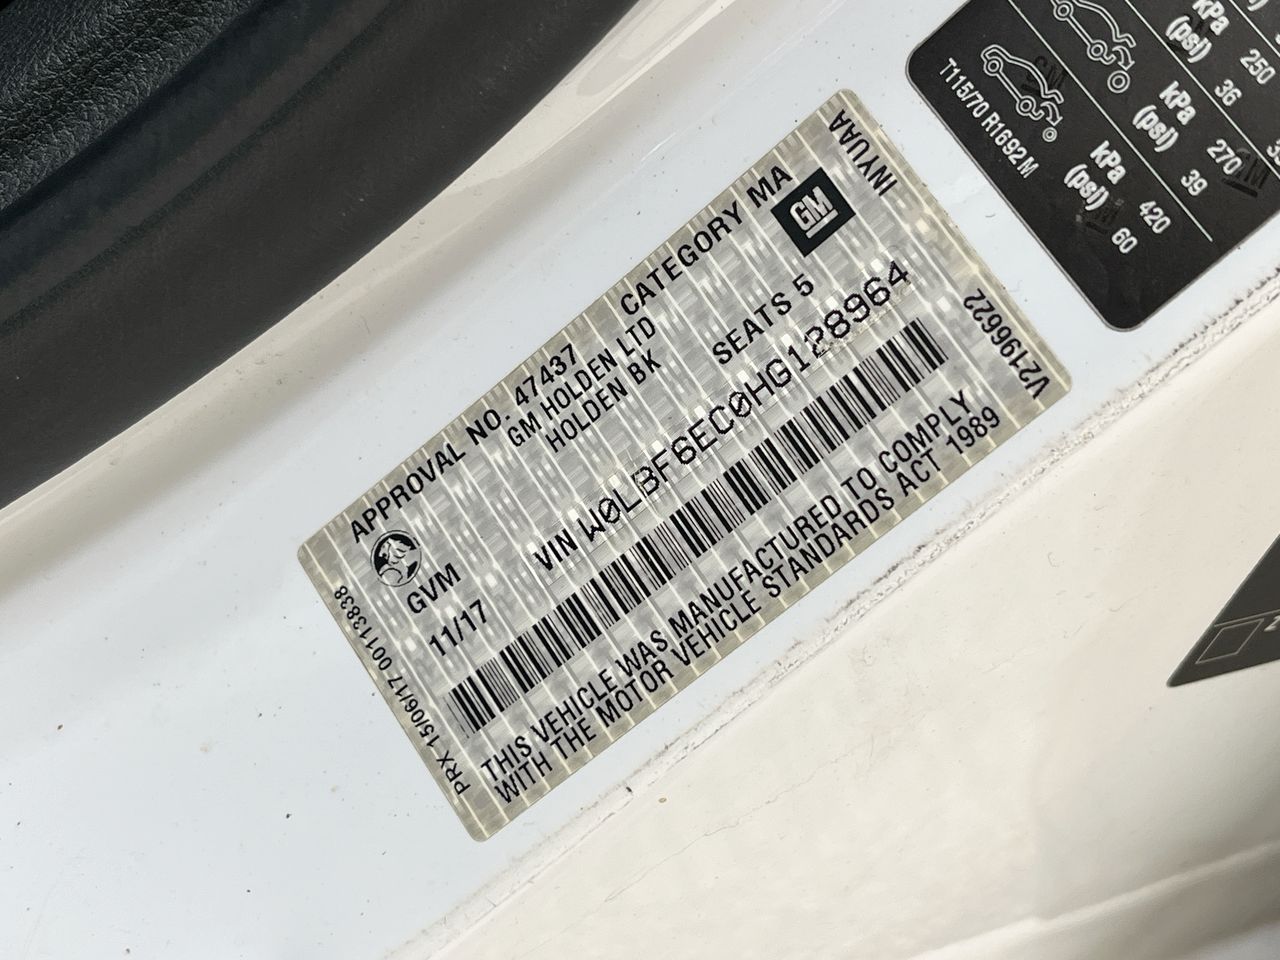 APPROVAL NO. 47437 CATEGORY MA
GM HOLDEN LTD
HOLDEN BK
GM
INYUAA
GVM
SEATS 5
11/17
VIN W0LBF6EC0HG128964
THIS VEHICLE WAS MANUFACTURED TO COMPLY
WITH THE MOTOR VEHICLE STANDARDS ACT 1989
PRX 15/06/17 00113838
V2196622
kPa 250
(psi) 36
kPa 270
(psi) 39
T115/70 R16 92 M
kPa 420
(psi) 60